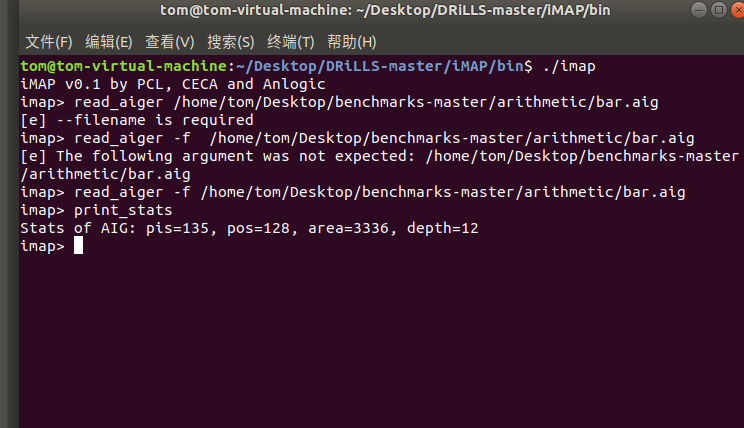 tom@tom-virtual-machine: ~/Desktop/DRiLLS-master/iMAP/bin
文件(F) 编辑(E) 查看(V) 搜索(S) 终端(T) 帮助(H)
tom@tom-virtual-machine:~/Desktop/DRiLLS-master/iMAP/bin$ ./imap
iMAP v0.1 by PCL, CECA and Anlogic
imap> read_aiger /home/tom/Desktop/benchmarks-master/arithmetic/bar.aig
[e] --filename is required
imap> read_aiger -f  /home/tom/Desktop/benchmarks-master/arithmetic/bar.aig
[e] The following argument was not expected: /home/tom/Desktop/benchmarks-master
/arithmetic/bar.aig
imap> read_aiger -f /home/tom/Desktop/benchmarks-master/arithmetic/bar.aig
imap> print_stats
Stats of AIG: pis=135, pos=128, area=3336, depth=12
imap>